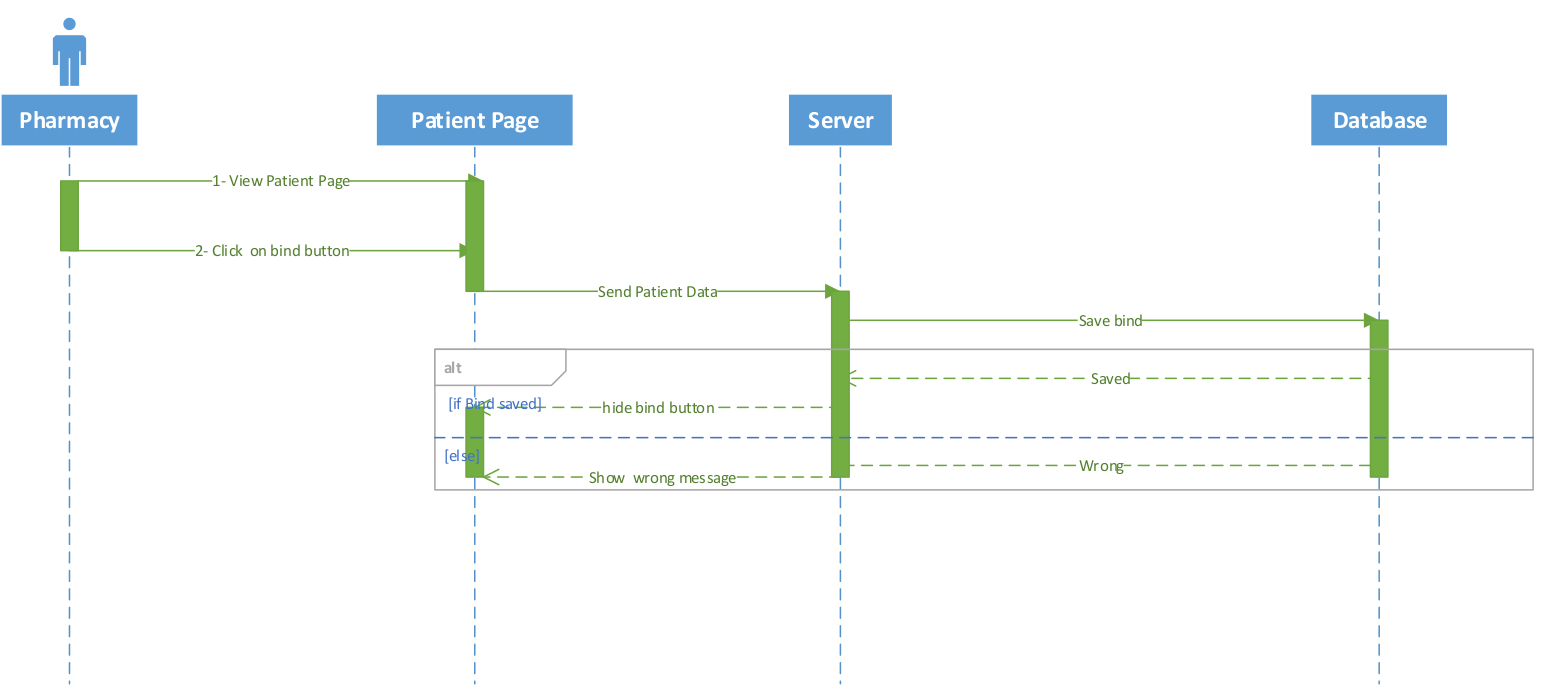 Pharmacy
Patient Page
Server
Database
1- View Patient Page
2- Click on bind button
Send Patient Data
Save bind
alt
Saved
[if Bind saved]
hide bind button
[else]
Wrong
Show wrong message